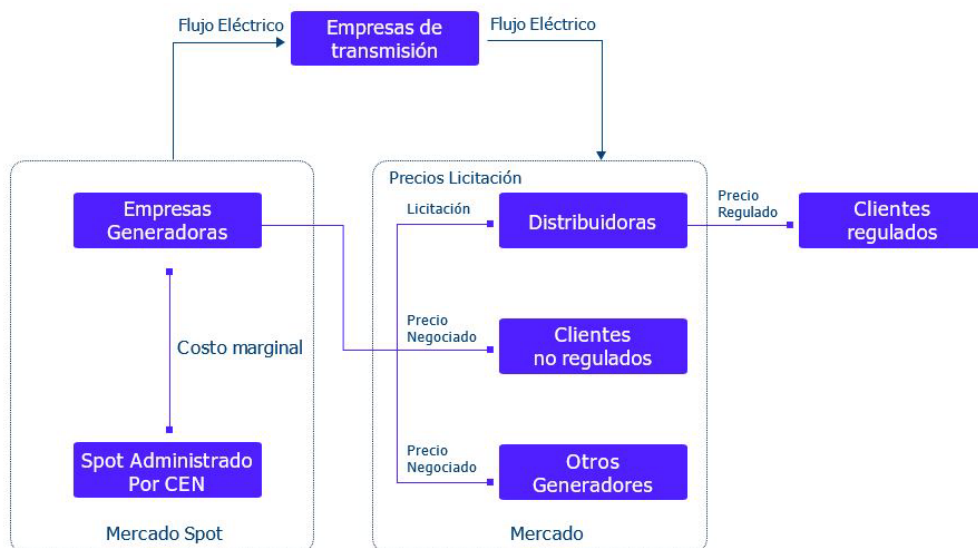 Flujo Eléctrico
Empresas de
transmisión
Flujo Eléctrico
Empresas
Generadoras
Costo marginal
Spot Administrado
Por CEN
Mercado Spot
Precios Licitación
Licitación
Distribuidoras
Precio
Regulado
Clientes
regulados
Precio
Negociado
Clientes
no regulados
Precio
Negociado
Otros
Generadores
Mercado